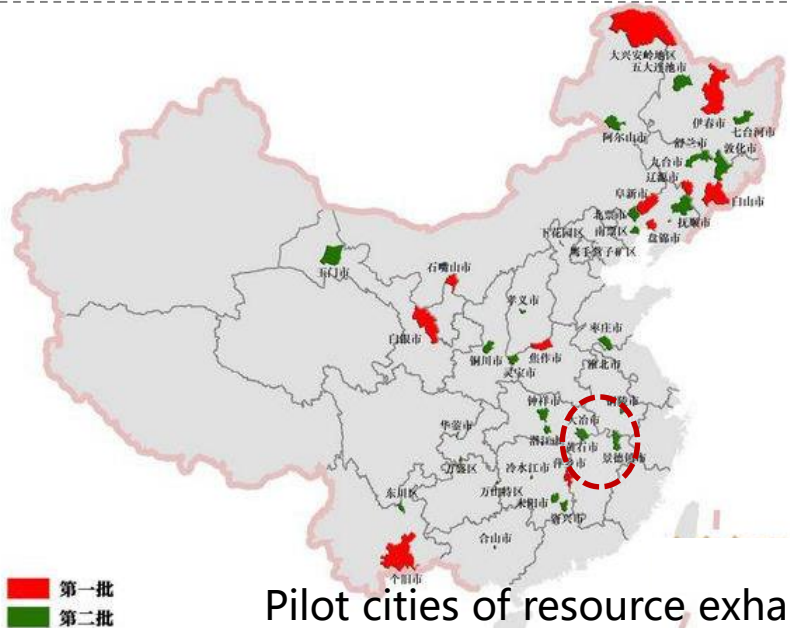 大兴安岭地区
五大连池市
伊春市
七台河市
阿尔山市
舒兰市
敦化市
九台市
辽源市
阜新市
白山市
北票市
抚顺市
南票区
盘锦市
下花园区
鹰手营子矿区
玉门市
石嘴山市
孝义市
白银市
枣庄市
铜川市
焦作市
灵宝市
淮北市
钟祥市
铜陵市
大冶市
华蓥市
潜江市
黄石市
景德镇市
万盛区
冷水江市
萍乡市
东川区
万山特区
耒阳市
资兴市
合山市
个旧市
第一批
第二批
Pilot cities of resource exha